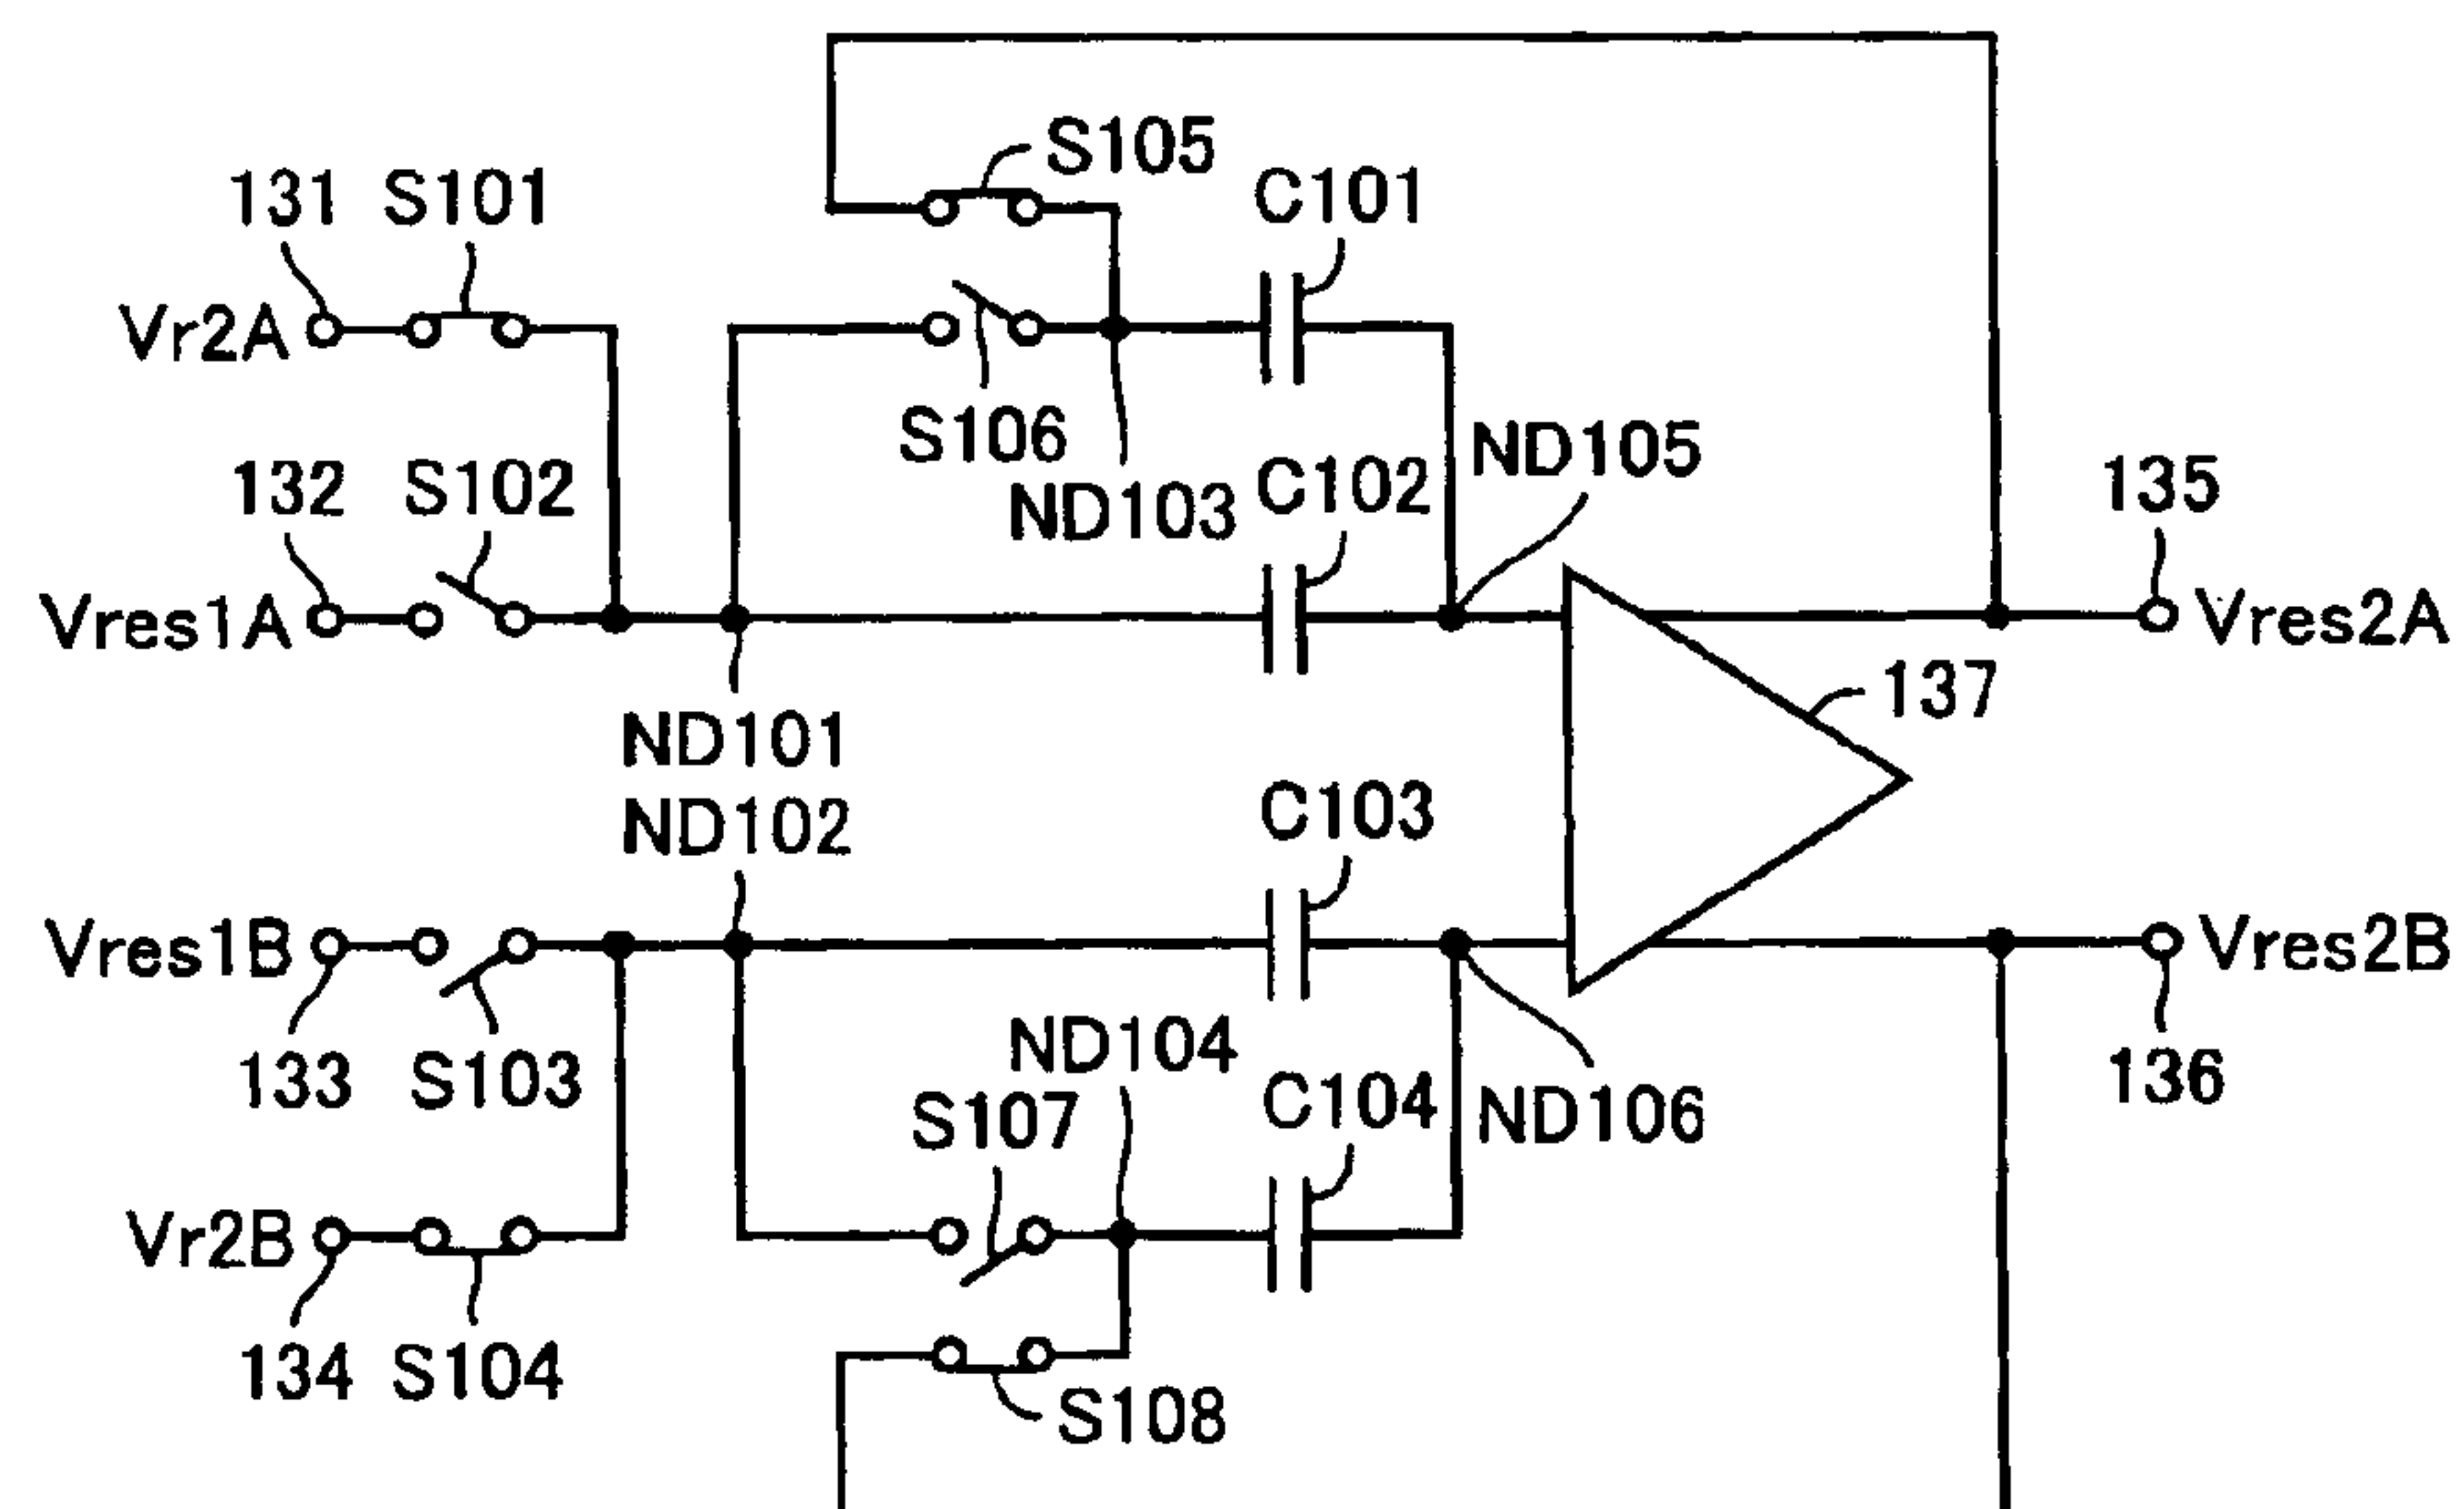 S105
131 S101
C101
Vr2A
S106
ND105
132 S102
ND103 C102
135
Vres1A
Vres2A
137
ND101
ND102
C103
Vres1B
Vres2B
ND104
133 S103
S107
C104
ND106
136
Vr2B
134 S104
S108